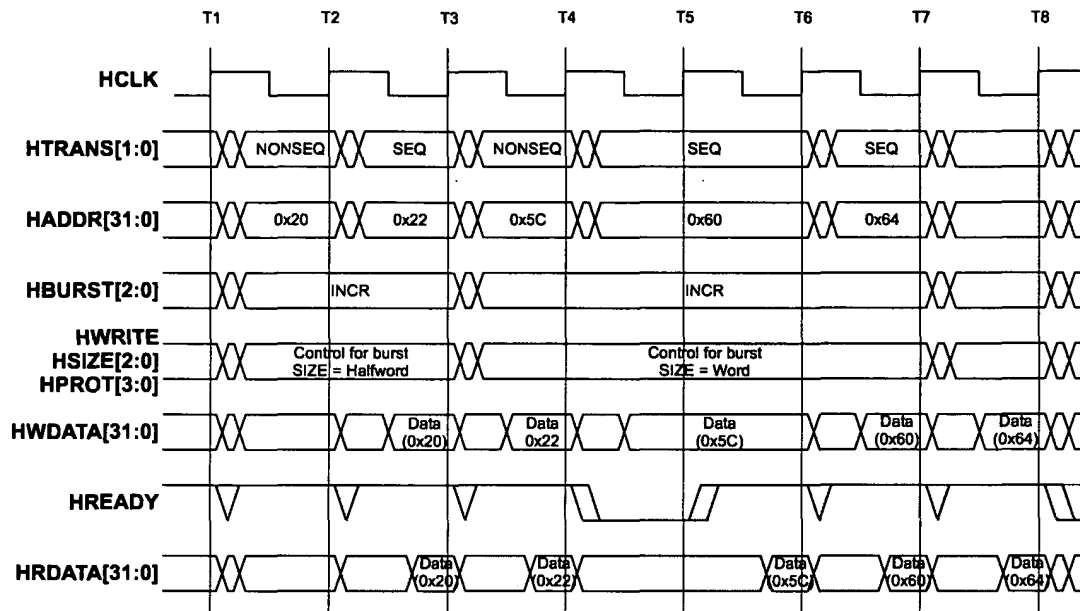 T1 T2 T3 T4 T5 T6 T7 T8
HCLK
HTRANS[1:0] NONSEQ SEQ NONSEQ SEQ SEQ
HADDR[31:0] 0x20 0x22 0x5C 0x60 0x64
HBURST[2:0] INCR INCR
HWRITE
HSIZE[2:0]
HPROT[3:0]
Control for burst
SIZE = Halfword
Control for burst
SIZE = Word
HWDATA[31:0]
Data
(0x20)
Data
0x22
Data
(0x5C)
Data
(0x60)
Data
(0x64)
HREADY
HRDATA[31:0]
Data
(0x20)
Data
(0x22)
Data
(0x5C)
Data
(0x60)
Data
(0x64)